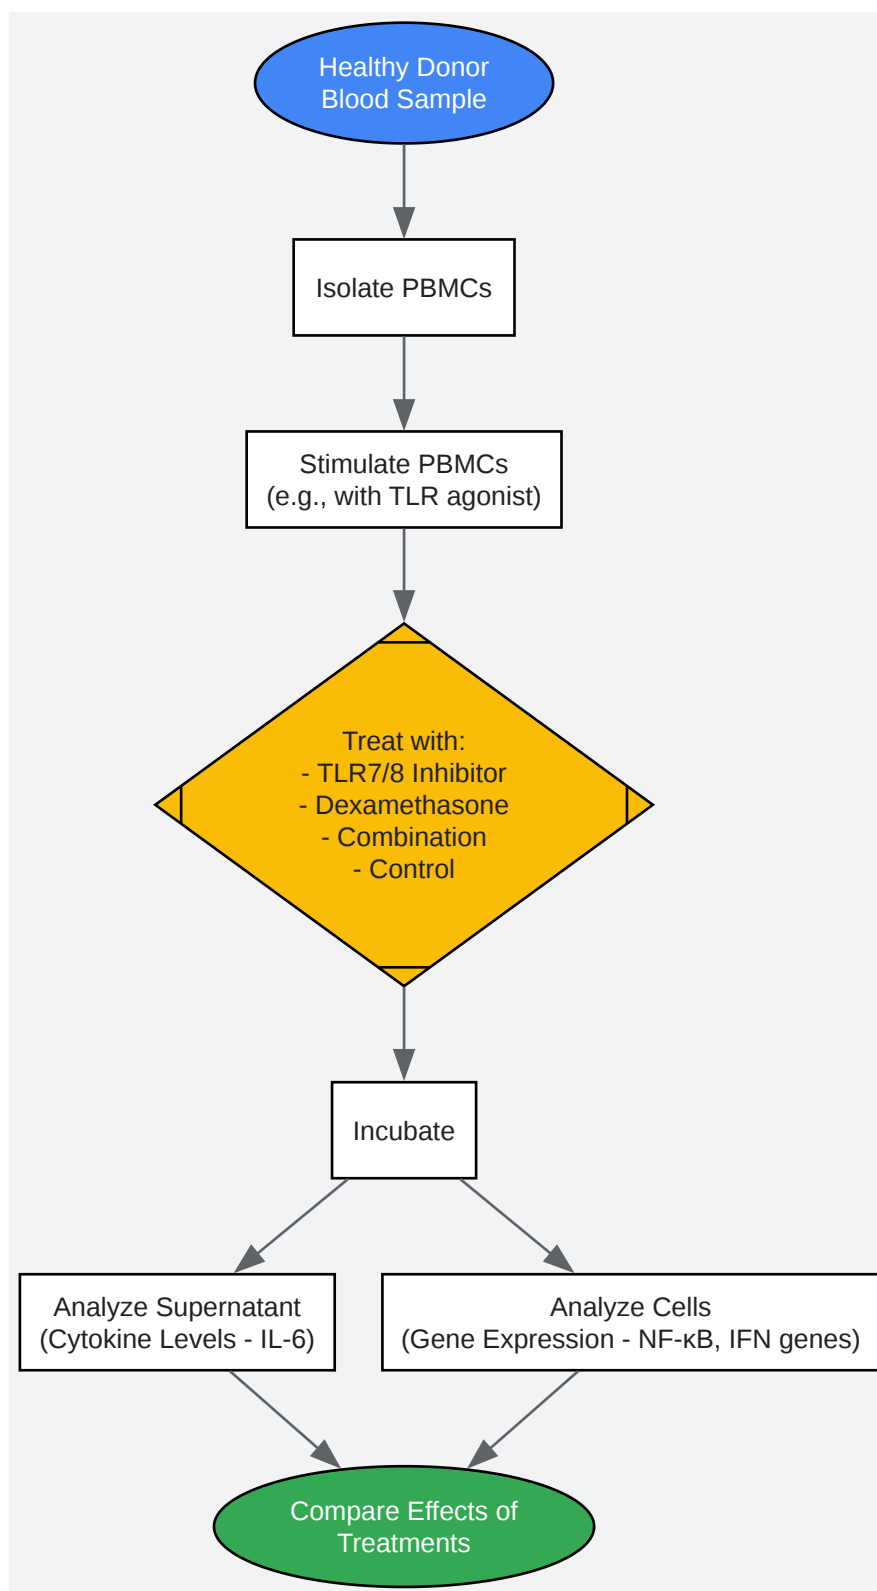 Healthy Donor
Blood Sample
Isolate PBMCs
Stimulate PBMCs
(e.g., with TLR agonist)
Treat with:
- TLR7/8 Inhibitor
- Dexamethasone
- Combination
- Control
Incubate
Analyze Supernatant
(Cytokine Levels - IL-6)
Analyze Cells
(Gene Expression - NF-κB, IFN genes)
Compare Effects of
Treatments